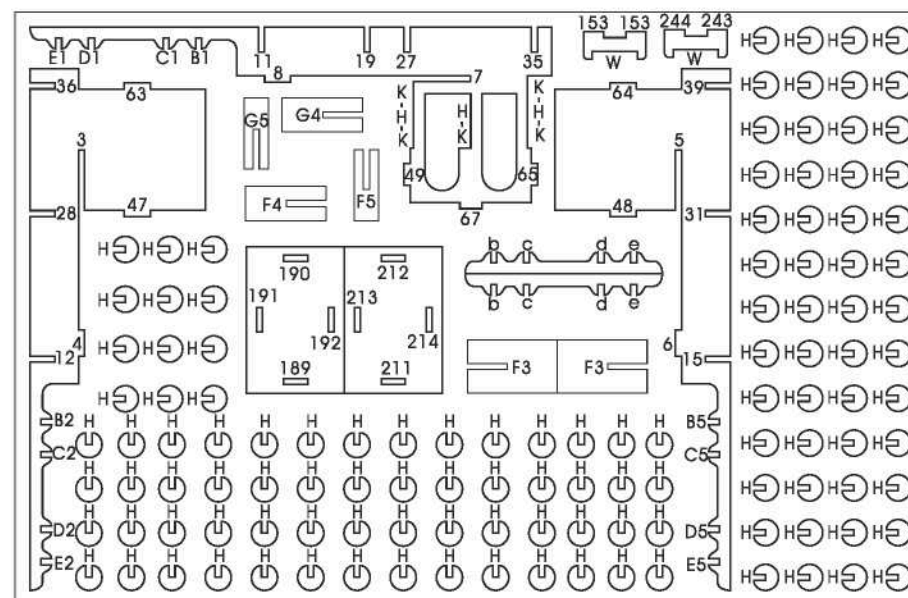 153 153 244 243
W W
H H H H
E1 D1 C1 B1 11 19 27 35
8 7
36 63 64 39
H H H H
K-H-K H-K K-H-K
G5 G4
H H H H
3 5
H H H H
49 65
F4 F5
67
28 47 48 31
H H H H
H H H
b c d e
H H H H
190 212
191 213
b c d e
H H H
H H H H
192 214
4 6
H H H
H H H H
12 15
F3 F3
189 211
H H H
H H H H
B2 B5
H H H H H H H H H H H H H H
C2 C5
H H H H
H H H H H H H H H H H H H H
H H H H
H H H H H H H H H H H H H H
D2 D5
H H H H
H H H H H H H H H H H H H H
E2 E5
H H H H